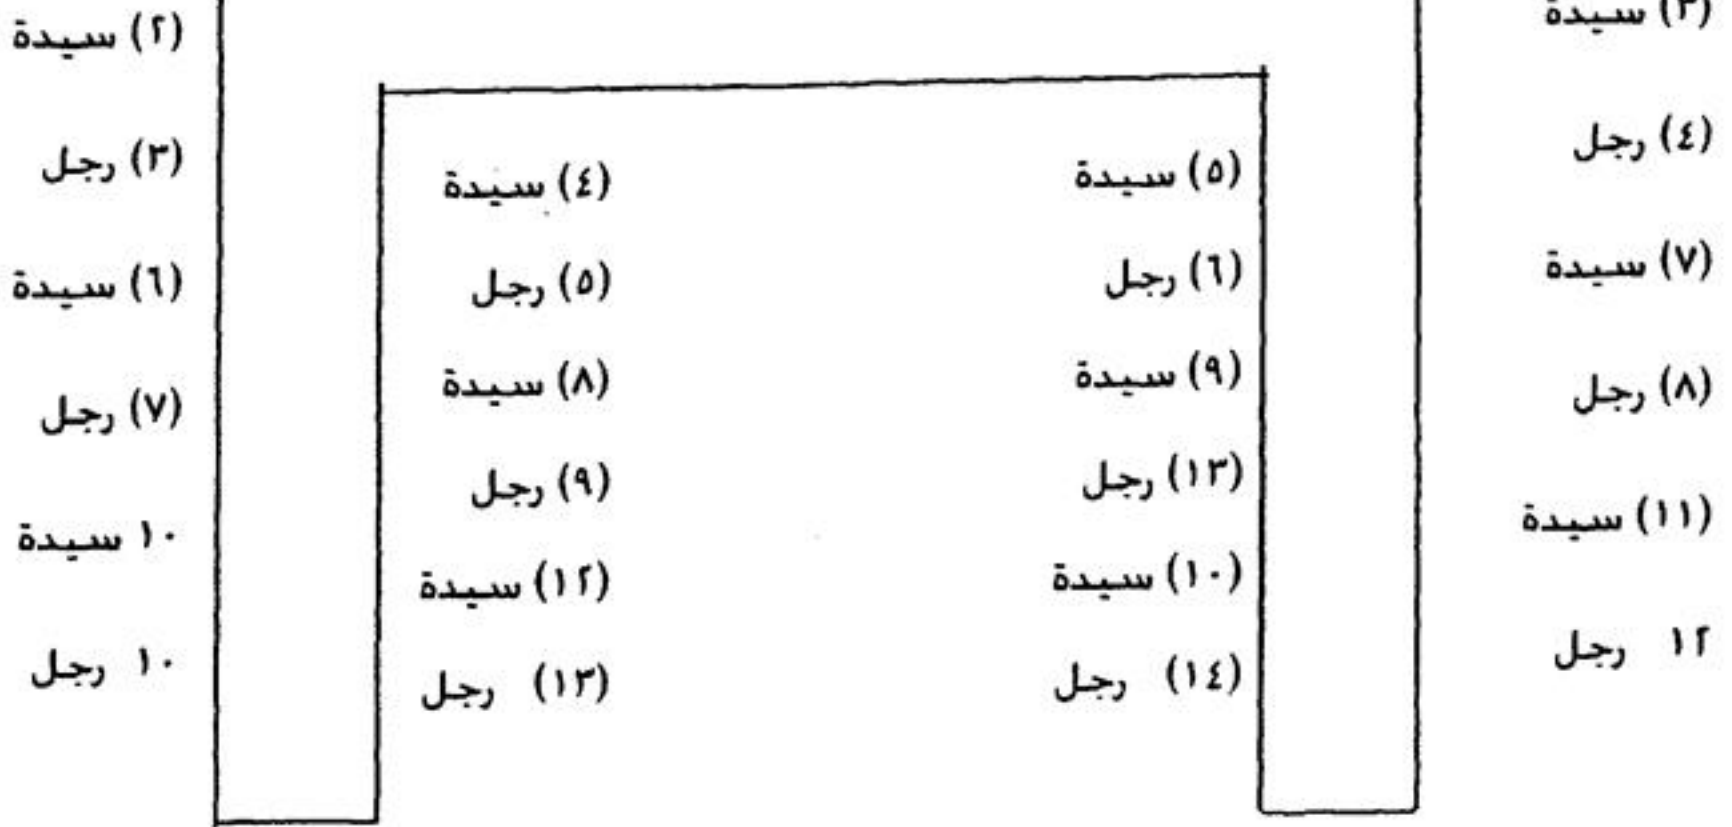 (٣) سيدة
(٤) رجل
(٧) سيدة
(٨) رجل
(١١) سيدة
١٢ رجل
(٥) سيدة
(٦) رجل
(٩) سيدة
(١٣) رجل
(١٠) سيدة
(١٤) رجل
(٤) سيدة
(٥) رجل
(٨) سيدة
(٩) رجل
(١٢) سيدة
(١٣) رجل
(٢) سيدة
(٣) رجل
(٦) سيدة
(٧) رجل
١٠ سيدة
١٠ رجل